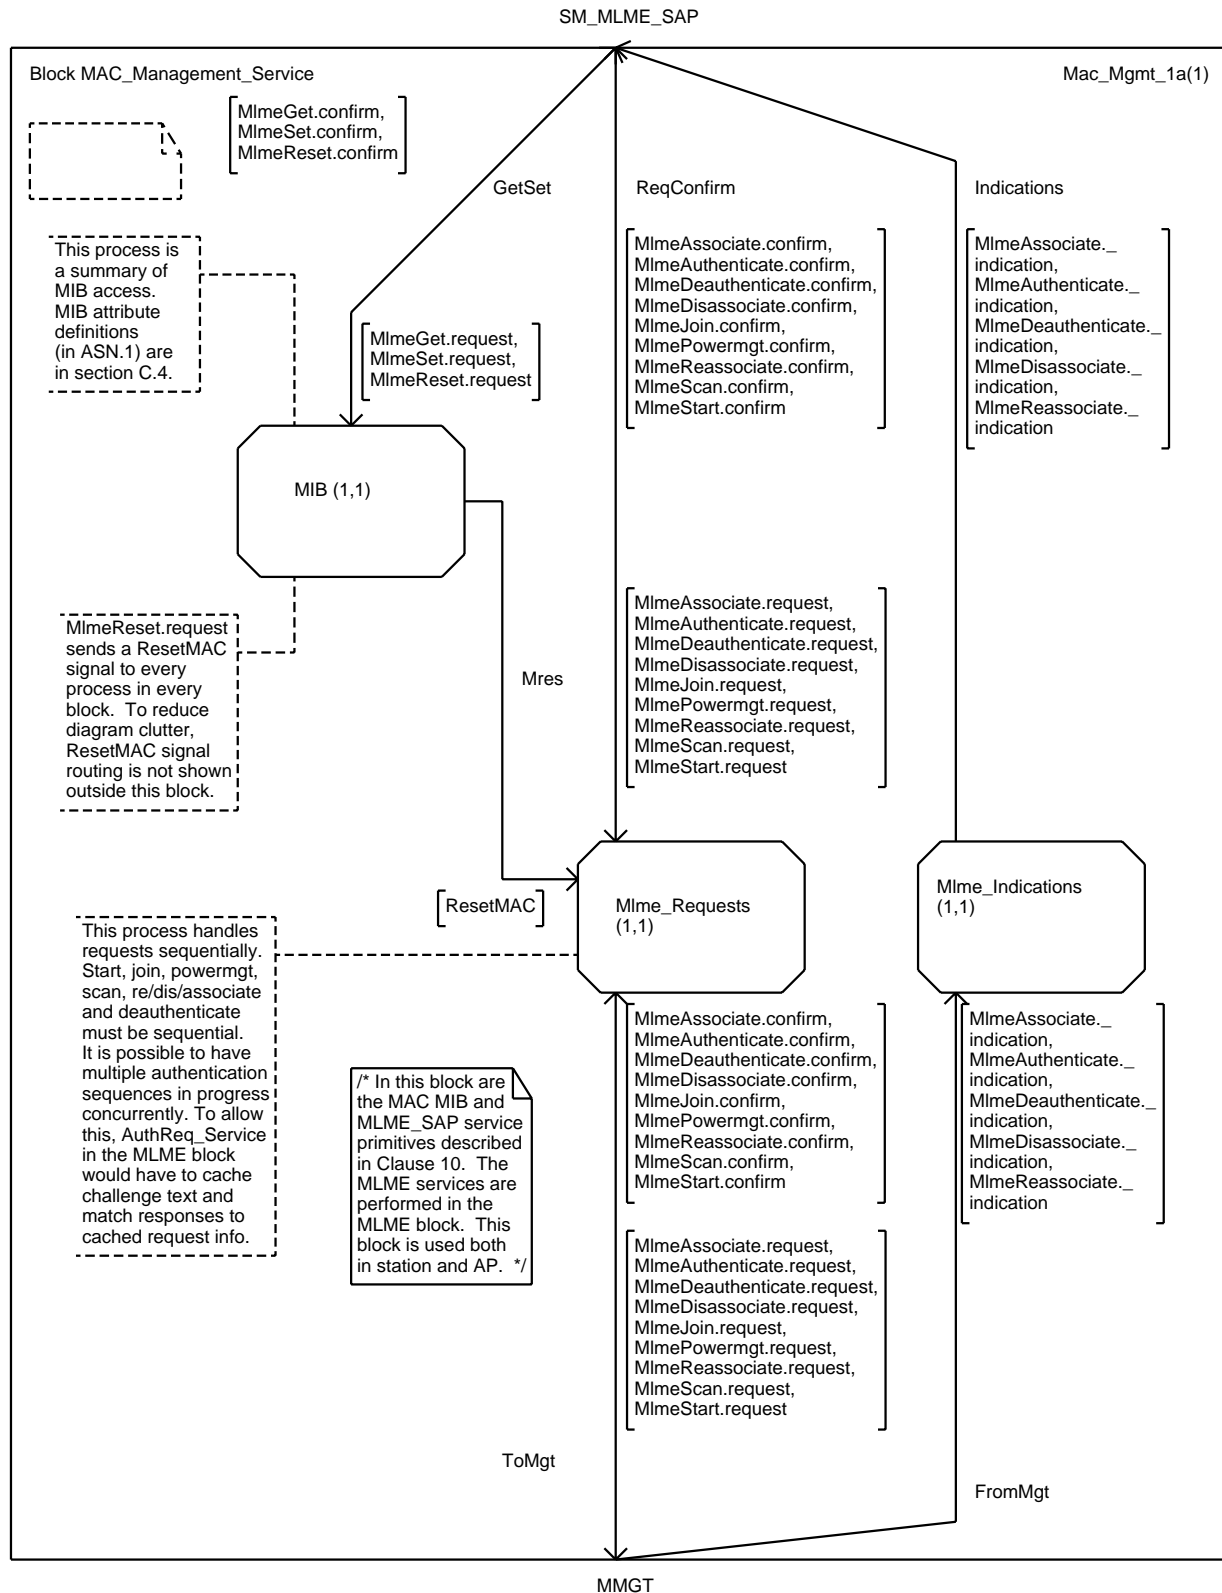 SM_MLME_SAP
Block MAC_Management_Service
Mac_Mgmt_1a(1)
MlmeGet.confirm,
MlmeSet.confirm,
MlmeReset.confirm
GetSet
ReqConfirm
Indications
This process is
a summary of
MIB access.
MIB attribute
definitions
(in ASN.1) are
in section C.4.
MlmeGet.request,
MlmeSet.request,
MlmeReset.request
MlmeAssociate.confirm,
MlmeAuthenticate.confirm,
MlmeDeauthenticate.confirm,
MlmeDisassociate.confirm,
MlmeJoin.confirm,
MlmePowermgt.confirm,
MlmeReassociate.confirm,
MlmeScan.confirm,
MlmeStart.confirm
MlmeAssociate._
indication,
MlmeAuthenticate._
indication,
MlmeDeauthenticate._
indication,
MlmeDisassociate._
indication,
MlmeReassociate._
indication
MIB (1,1)
MlmeReset.request
sends a ResetMAC
signal to every
process in every
block. To reduce
diagram clutter,
ResetMAC signal
routing is not shown
outside this block.
Mres
MlmeAssociate.request,
MlmeAuthenticate.request,
MlmeDeauthenticate.request,
MlmeDisassociate.request,
MlmeJoin.request,
MlmePowermgt.request,
MlmeReassociate.request,
MlmeScan.request,
MlmeStart.request
ResetMAC
Mlme_Requests
(1,1)
Mlme_Indications
(1,1)
This process handles
requests sequentially.
Start, join, powermgt,
scan, re/dis/associate
and deauthenticate
must be sequential.
It is possible to have
multiple authentication
sequences in progress
concurrently. To allow
this, AuthReq_Service
in the MLME block
would have to cache
challenge text and
match responses to
cached request info.
/* In this block are
the MAC MIB and
MLME_SAP service
primitives described
in Clause 10. The
MLME services are
performed in the
MLME block. This
block is used both
in station and AP. */
MlmeAssociate.confirm,
MlmeAuthenticate.confirm,
MlmeDeauthenticate.confirm,
MlmeDisassociate.confirm,
MlmeJoin.confirm,
MlmePowermgt.confirm,
MlmeReassociate.confirm,
MlmeScan.confirm,
MlmeStart.confirm
MlmeAssociate._
indication,
MlmeAuthenticate._
indication,
MlmeDeauthenticate._
indication,
MlmeDisassociate._
indication,
MlmeReassociate._
indication
MlmeAssociate.request,
MlmeAuthenticate.request,
MlmeDeauthenticate.request,
MlmeDisassociate.request,
MlmeJoin.request,
MlmePowermgt.request,
MlmeReassociate.request,
MlmeScan.request,
MlmeStart.request
ToMgt
FromMgt
MMGT